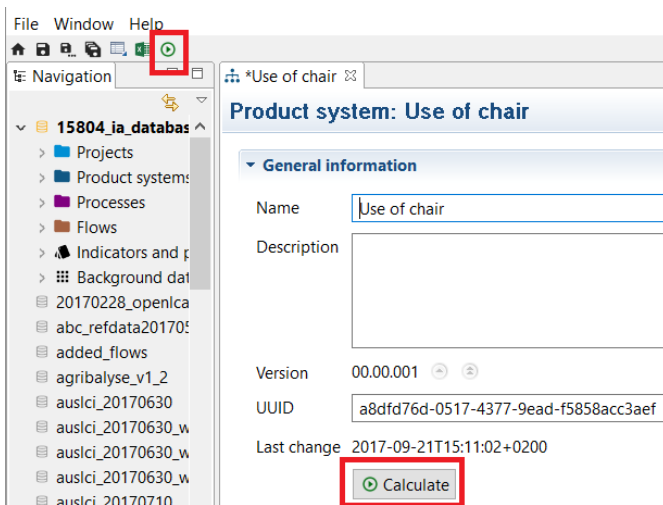 File Window Help
Navigation
*Use of chair
Product system: Use of chair
15804_ia_databas
Projects
Product systems
Processes
Flows
Indicators and p
Background dat
20170228_openlca
abc_refdata20170
added_flows
agribalyse_v1_2
auslci_20170630
auslci_20170630_w
auslci_20170630_w
auslci_20170630_w
auslci_20170710
General information
Name Use of chair
Description
Version 00.00.001
UUID a8dfd76d-0517-4377-9ead-f5858acc3aef
Last change 2017-09-21T15:11:02+0200
Calculate